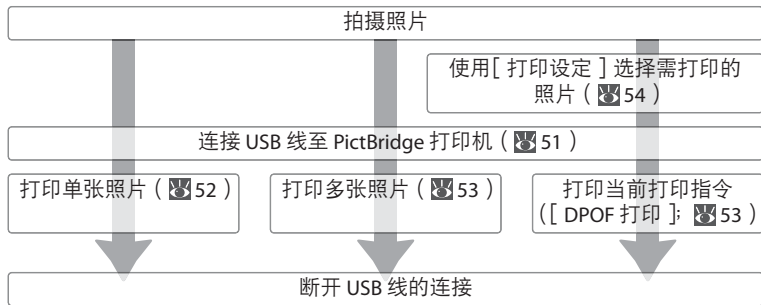 拍摄照片
使用[ 打印设定 ] 选择需打印的
照片（54）
连接 USB 线至 PictBridge 打印机（51）
打印单张照片（52）
打印多张照片（53）
打印当前打印指令
([ DPOF 打印 ]; 53）
断开 USB 线的连接